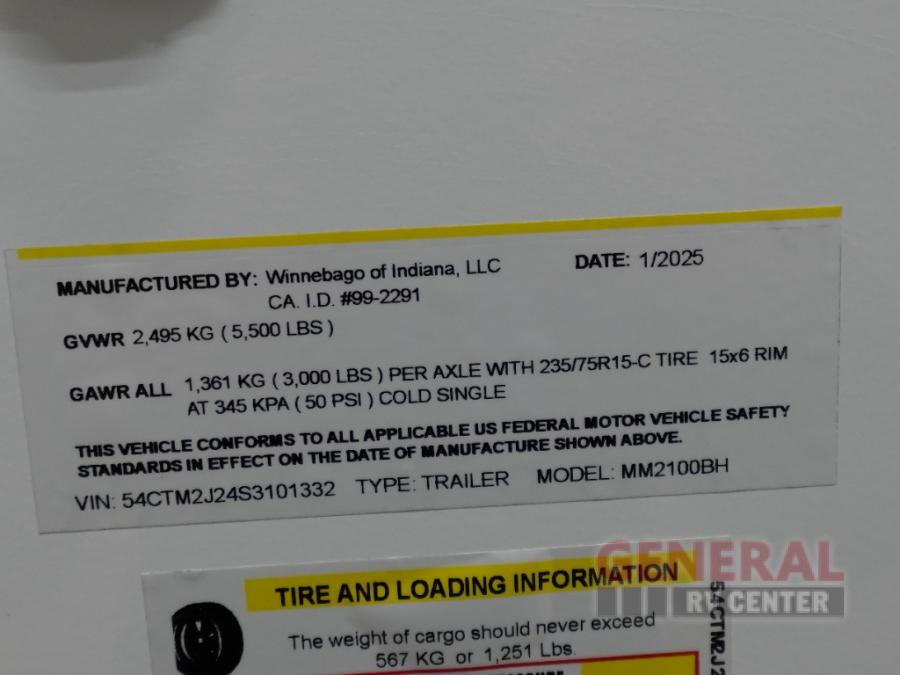 MANUFACTURED BY: Winnebago of Indiana, LLC DATE: 1/2025
CA. I.D. #99-2291
GVWR 2,495 KG ( 5,500 LBS )
GAWR ALL 1,361 KG ( 3,000 LBS ) PER AXLE WITH 235/75R15-C TIRE 15x6 RIM
AT 345 KPA ( 50 PSI ) COLD SINGLE
THIS VEHICLE CONFORMS TO ALL APPLICABLE US FEDERAL MOTOR VEHICLE SAFETY
STANDARDS IN EFFECT ON THE DATE OF MANUFACTURE SHOWN ABOVE.
VIN: 54CTM2J24S3101332 TYPE: TRAILER MODEL: MM2100BH
TIRE AND LOADING INFORMATION
The weight of cargo should never exceed
567 KG or 1,251 Lbs.
54CTM2J2
GENERAL
RV CENTER